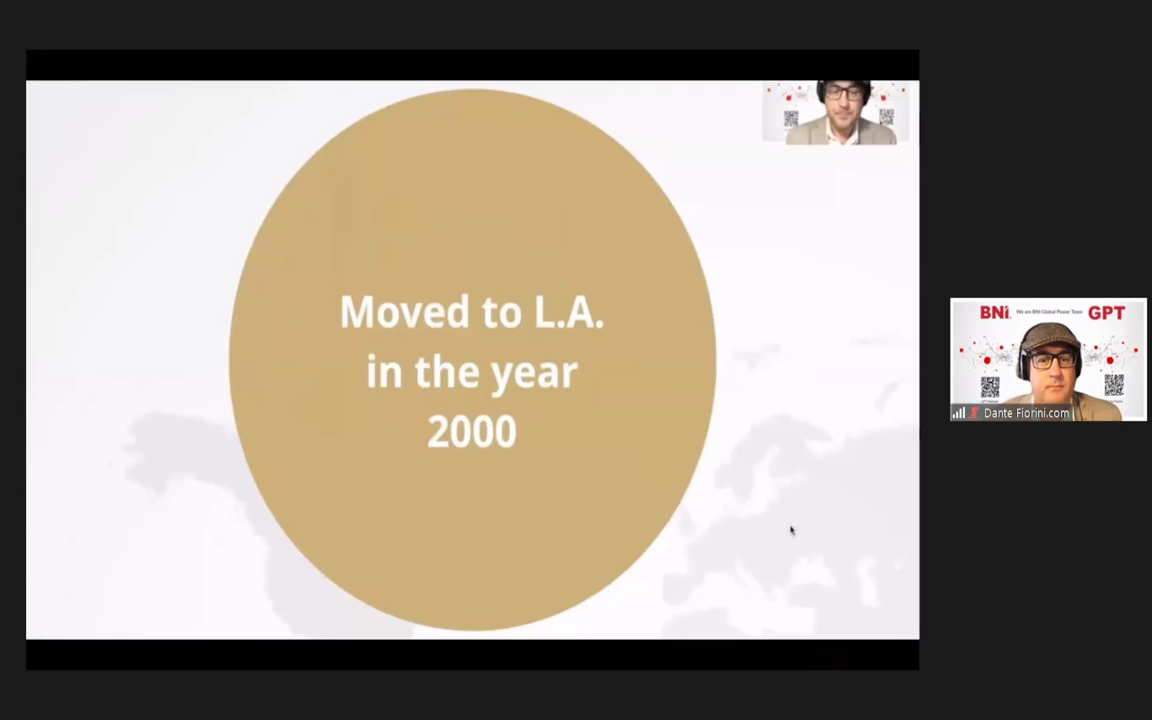 Moved to L.A.
in the year
2000
BNI
We are BNI Global Power Team
GPT
Dante Fiorini.com